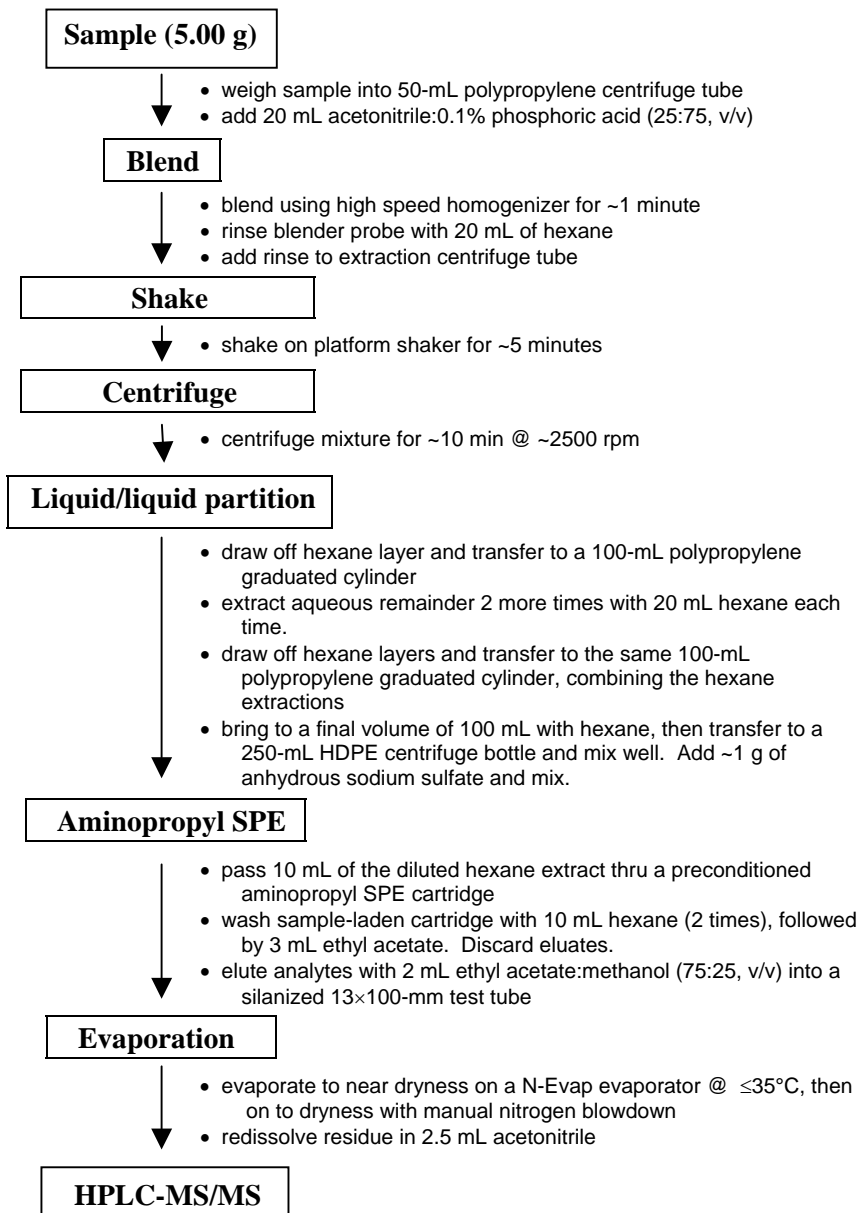 Sample (5.00 g)
• weigh sample into 50-mL polypropylene centrifuge tube
• add 20 mL acetonitrile:0.1% phosphoric acid (25:75, v/v)
Blend
• blend using high speed homogenizer for ~1 minute
• rinse blender probe with 20 mL of hexane
• add rinse to extraction centrifuge tube
Shake
• shake on platform shaker for ~5 minutes
Centrifuge
• centrifuge mixture for ~10 min @ ~2500 rpm
Liquid/liquid partition
• draw off hexane layer and transfer to a 100-mL polypropylene
graduated cylinder
• extract aqueous remainder 2 more times with 20 mL hexane each
time.
• draw off hexane layers and transfer to the same 100-mL
polypropylene graduated cylinder, combining the hexane
extractions
• bring to a final volume of 100 mL with hexane, then transfer to a
250-mL HDPE centrifuge bottle and mix well. Add ~1 g of
anhydrous sodium sulfate and mix.
Aminopropyl SPE
• pass 10 mL of the diluted hexane extract thru a preconditioned
aminopropyl SPE cartridge
• wash sample-laden cartridge with 10 mL hexane (2 times), followed
by 3 mL ethyl acetate. Discard eluates.
• elute analytes with 2 mL ethyl acetate:methanol (75:25, v/v) into a
silanized 13×100-mm test tube
Evaporation
• evaporate to near dryness on a N-Evap evaporator @ ≤35°C, then
on to dryness with manual nitrogen blowdown
• redissolve residue in 2.5 mL acetonitrile
HPLC-MS/MS